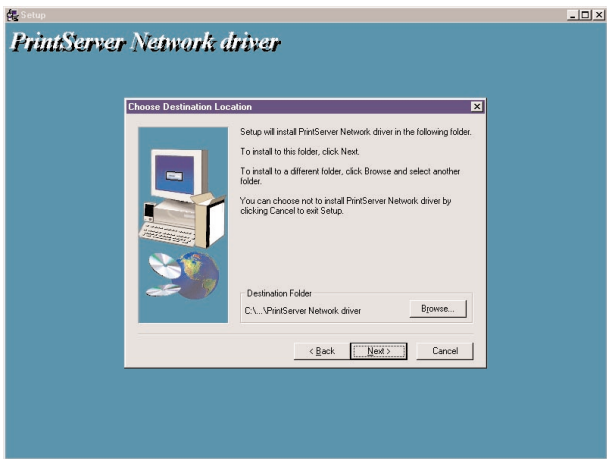 Setup
PrintServer Network driver
Choose Destination Location
Setup will install PrintServer Network driver in the following folder.
To install to this folder, click Next.
To install to a different folder, click Browse and select another
folder.
You can choose not to install PrintServer Network driver by
clicking Cancel to exit Setup.
Destination Folder
C:\...\PrintServer Network driver
Browse...
< Back
Next >
Cancel